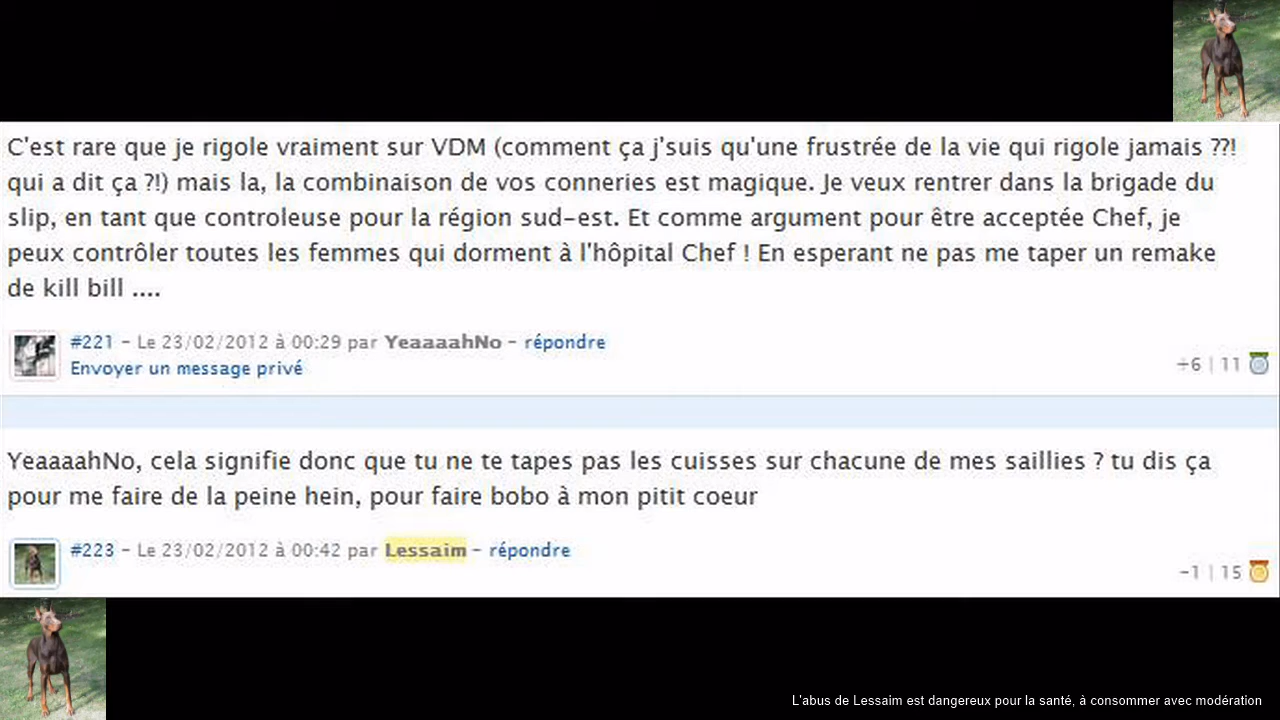 C'est rare que je rigole vraiment sur VDM (comment ça j'suis qu'une frustrée de la vie qui rigole jamais ??!
qui a dit ça ?!) mais la, la combinaison de vos conneries est magique. Je veux rentrer dans la brigade du
slip, en tant que controleuse pour la région sud-est. Et comme argument pour être acceptée Chef, je
peux contrôler toutes les femmes qui dorment à l'hôpital Chef ! En esperant ne pas me taper un remake
de kill bill ....
#221 - Le 23/02/2012 à 00:29 par YeaaaahNo - répondre
Envoyer un message privé
+6 | 11
YeaaaahNo, cela signifie donc que tu ne te tapes pas les cuisses sur chacune de mes saillies ? tu dis ça
pour me faire de la peine hein, pour faire bobo à mon pitit coeur
#223 - Le 23/02/2012 à 00:42 par Lessaim - répondre
-1 | 15
L'abus de Lessaim est dangereux pour la santé, à consommer avec modération